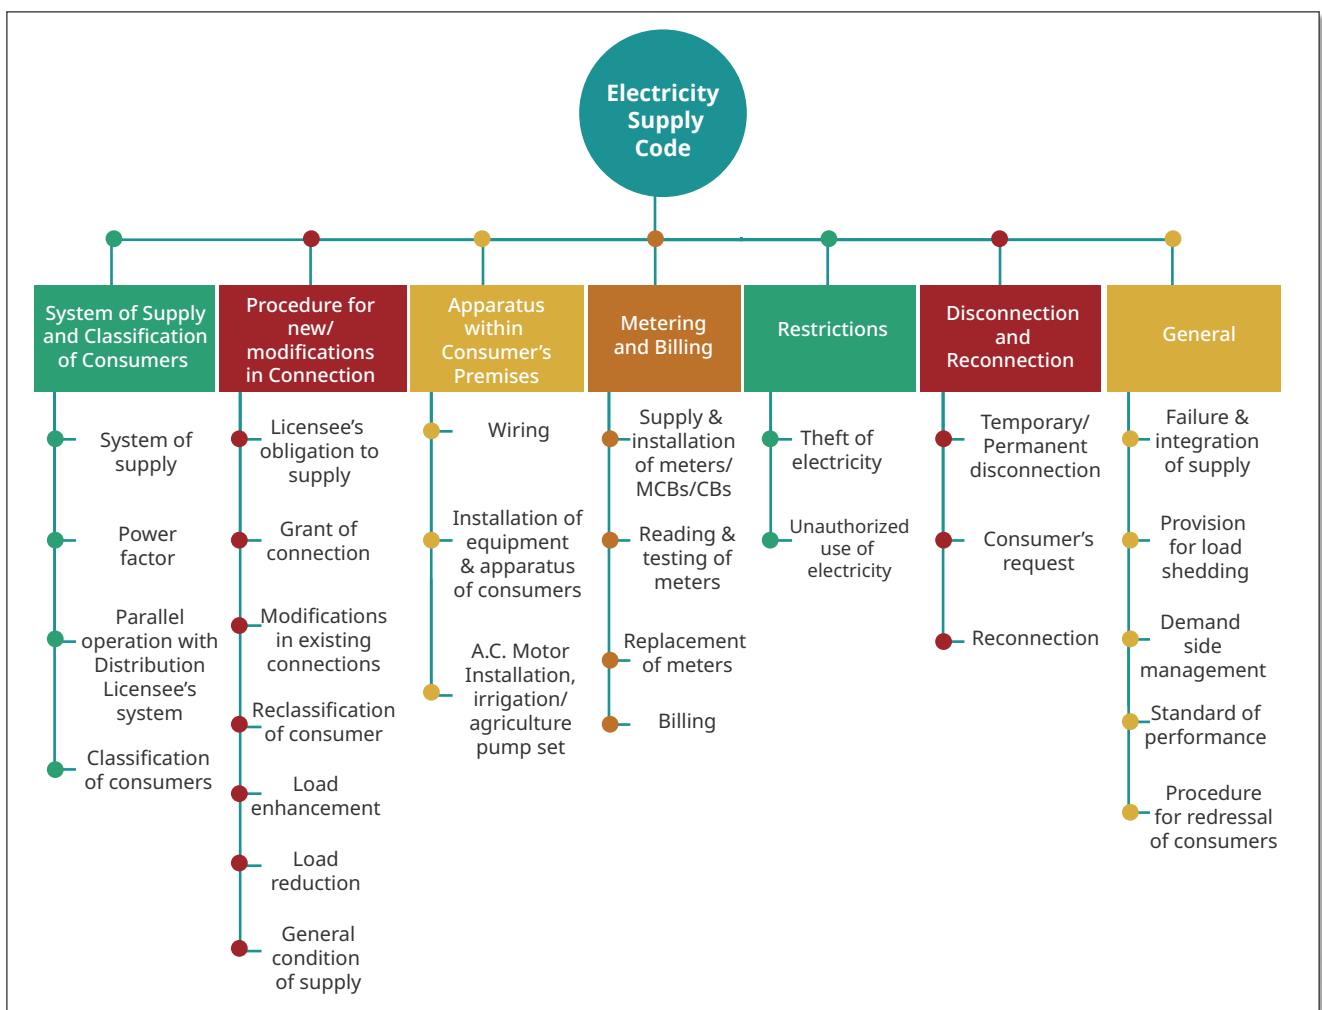 Electricity
Supply
Code
System of Supply
and Classification
of Consumers
Procedure for
new/
modifications
in Connection
Apparatus
within
Consumer's
Premises
Metering
and Billing
Restrictions
Disconnection
and
Reconnection
General
System of
supply
Power
factor
Parallel
operation with
Distribution
Licensee's
system
Classification
of consumers
Licensee's
obligation to
supply
Grant of
connection
Modifications
in existing
connections
Reclassification
of consumer
Load
enhancement
Load
reduction
General
condition
of supply
Wiring
Installation of
equipment
& apparatus
of consumers
A.C. Motor
Installation,
irrigation/
agriculture
pump set
Supply &
installation
of meters/
MCBs/CBs
Reading &
testing of
meters
Replacement
of meters
Billing
Theft of
electricity
Unauthorized
use of
electricity
Temporary/
Permanent
disconnection
Consumer's
request
Reconnection
Failure &
integration
of supply
Provision
for load
shedding
Demand
side
management
Standard of
performance
Procedure
for redressal
of consumers